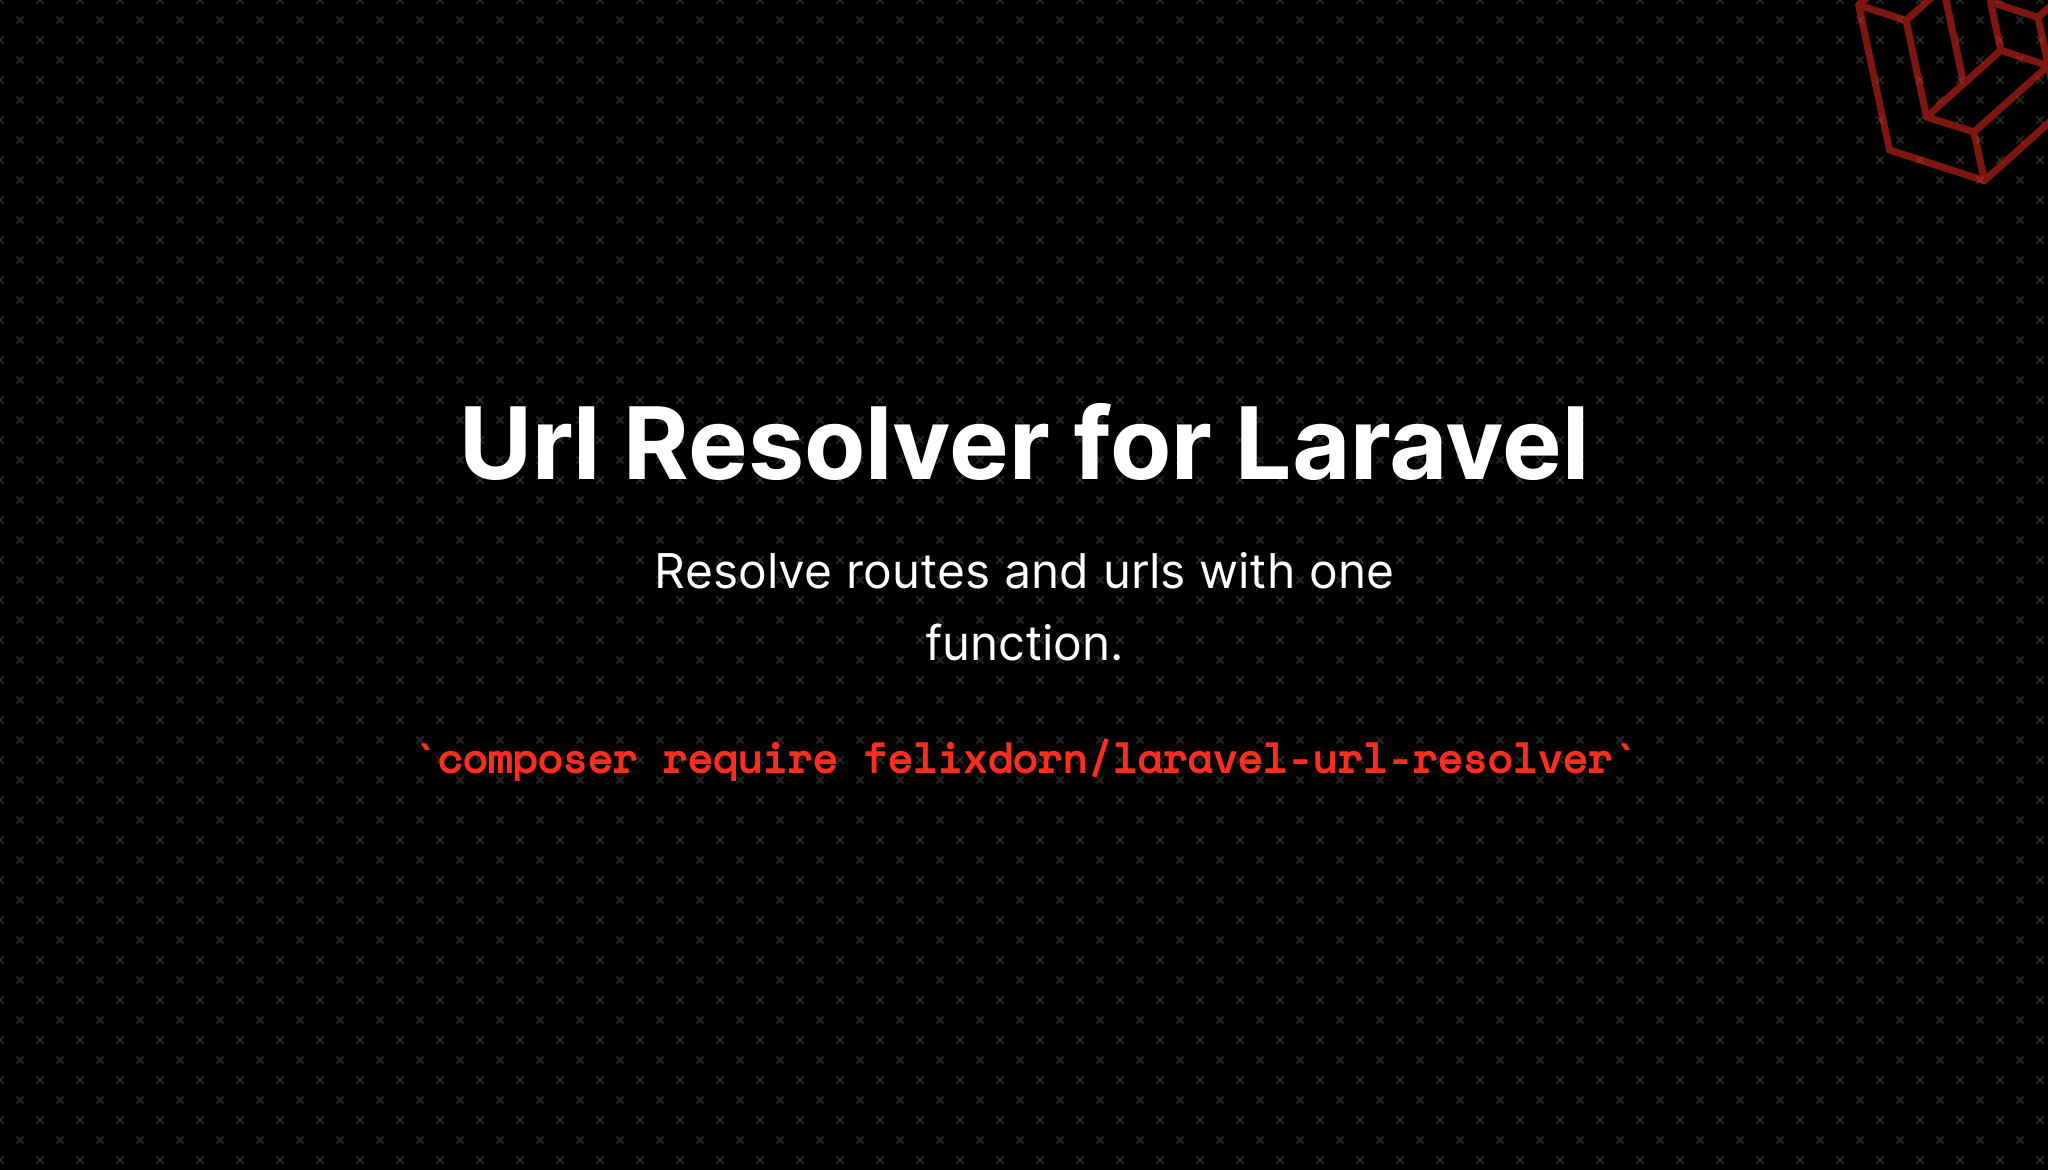 Url Resolver for Laravel
Resolve routes and urls with one
function.
`composer require felixdorn/laravel-url-resolver`